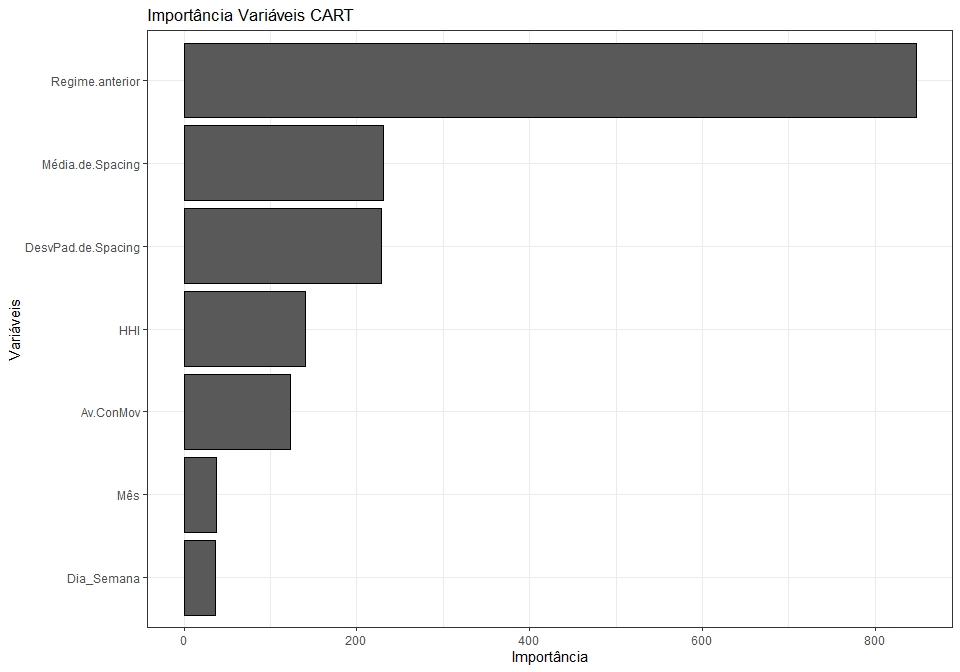 Importância Variáveis CART
Regime.anterior
Média.de.Spacing
DesvPad.de.Spacing
HHI
Av.ConMov
Mês
Dia_Semana
Variáveis
0 200 400 600 800
Importância